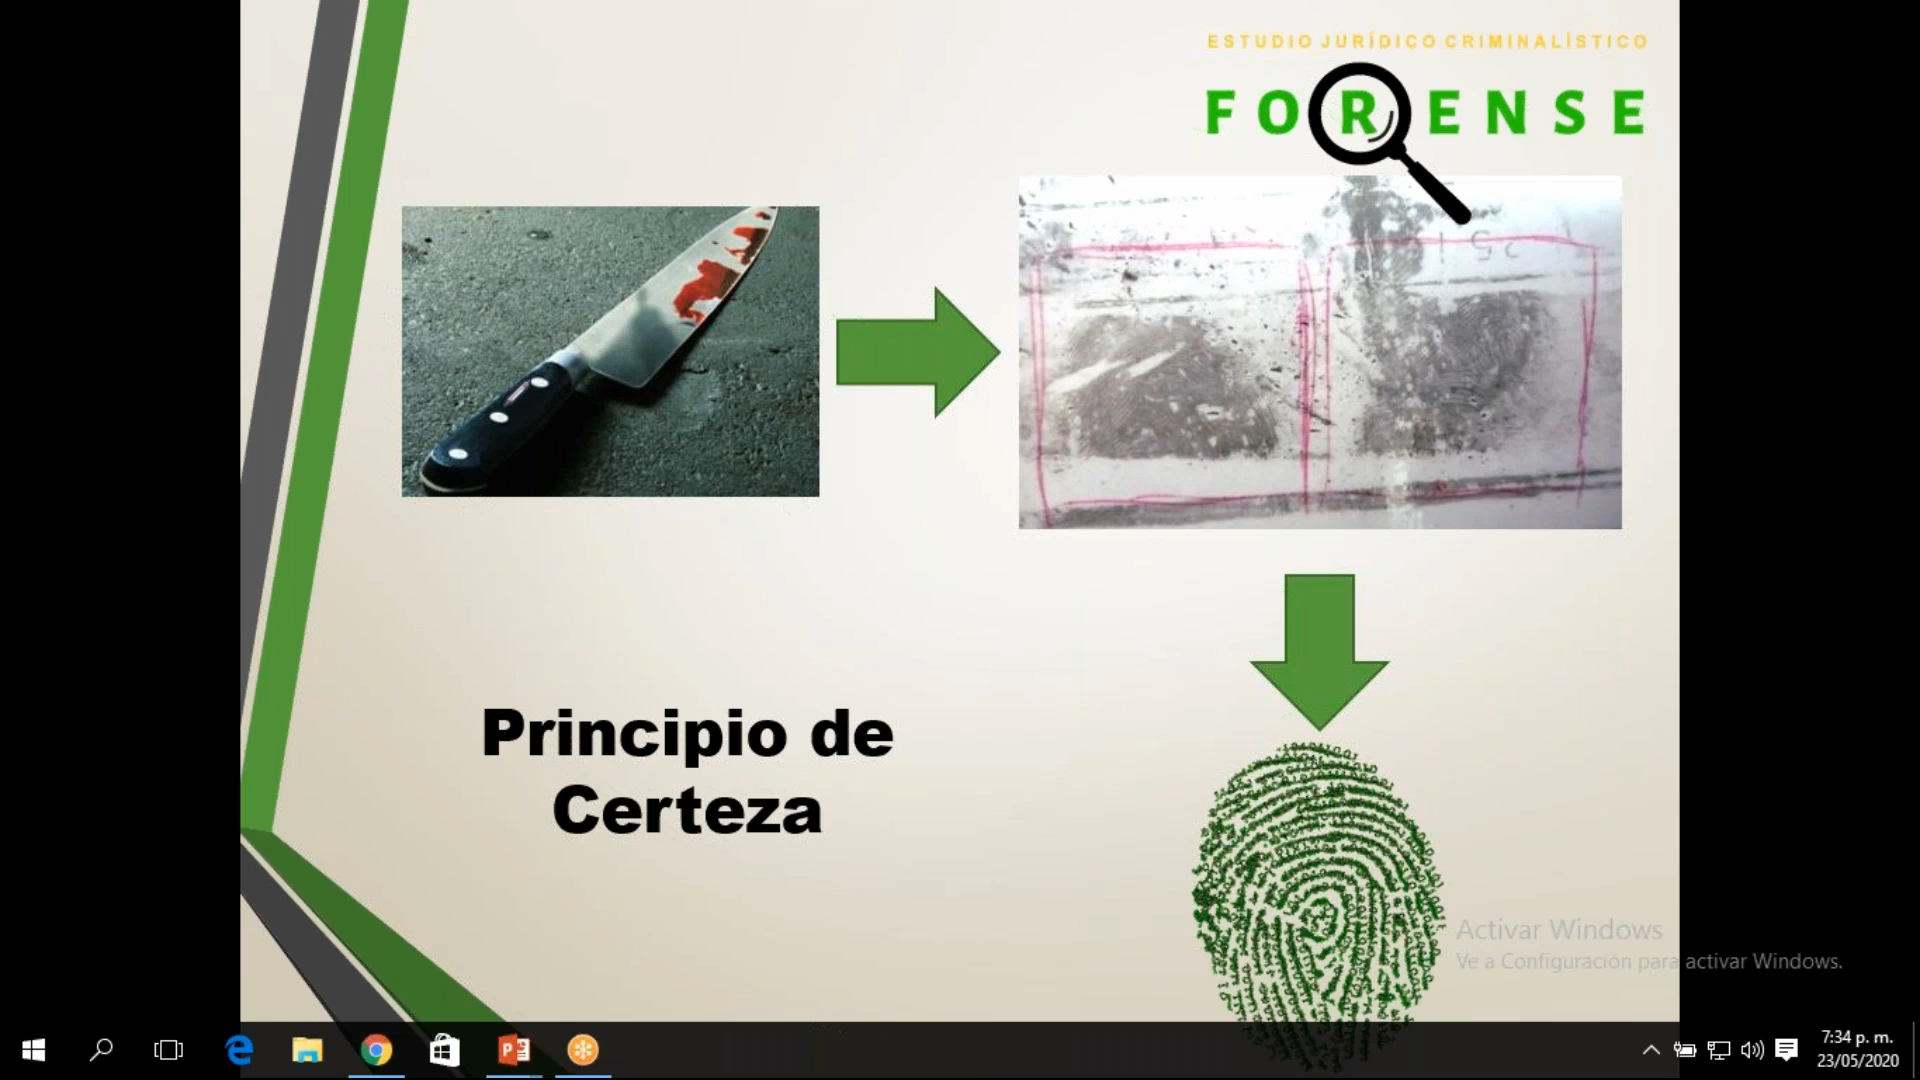 ESTUDIO JURÍDICO CRIMINALÍSTICO
FORENSE
Principio de
Certeza
Activar Windows
Ve a Configuración para activar Windows.
7:34 p. m.
23/05/2020